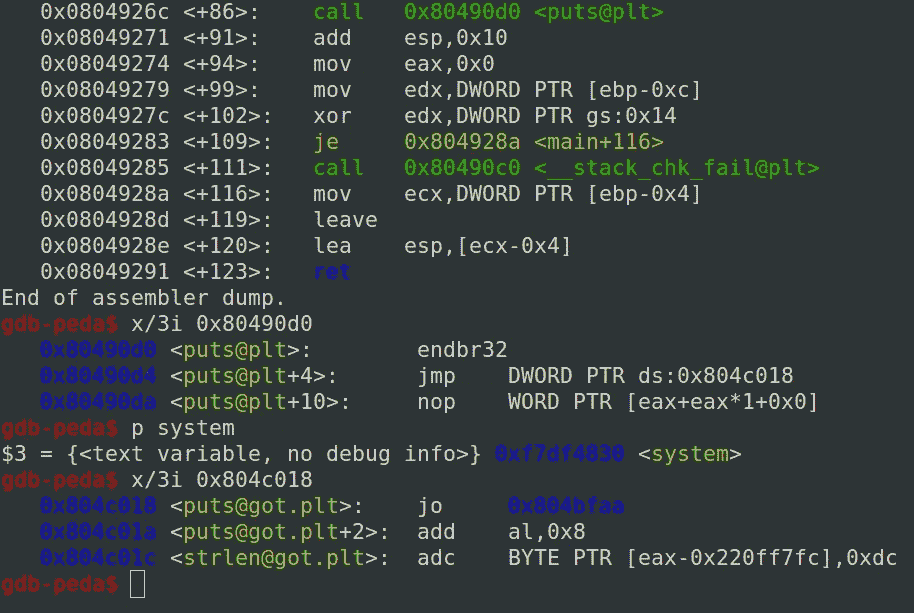 0x0804926c <+86>: call 0x80490d0 <puts@plt>
0x08049271 <+91>: add esp,0x10
0x08049274 <+94>: mov eax,0x0
0x08049279 <+99>: mov edx,DWORD PTR [ebp-0xc]
0x0804927c <+102>: xor edx,DWORD PTR gs:0x14
0x08049283 <+109>: je 0x804928a <main+116>
0x08049285 <+111>: call 0x80490c0 <__stack_chk_fail@plt>
0x0804928a <+116>: mov ecx,DWORD PTR [ebp-0x4]
0x0804928d <+119>: leave
0x0804928e <+120>: lea esp,[ecx-0x4]
0x08049291 <+123>: ret
End of assembler dump.
gdb-peda$ x/3i 0x80490d0
0x80490d0 <puts@plt>: endbr32
0x80490d4 <puts@plt+4>: jmp DWORD PTR ds:0x804c018
0x80490da <puts@plt+10>: nop WORD PTR [eax+eax*1+0x0]
gdb-peda$ p system
$3 = {<text variable, no debug info>} 0xf7df4830 <system>
gdb-peda$ x/3i 0x804c018
0x804c018 <puts@got.plt>: jo 0x804bfaa
0x804c01a <puts@got.plt+2>: add al,0x8
0x804c01c <strlen@got.plt>: adc BYTE PTR [eax-0x220ff7fc],0xdc
gdb-peda$